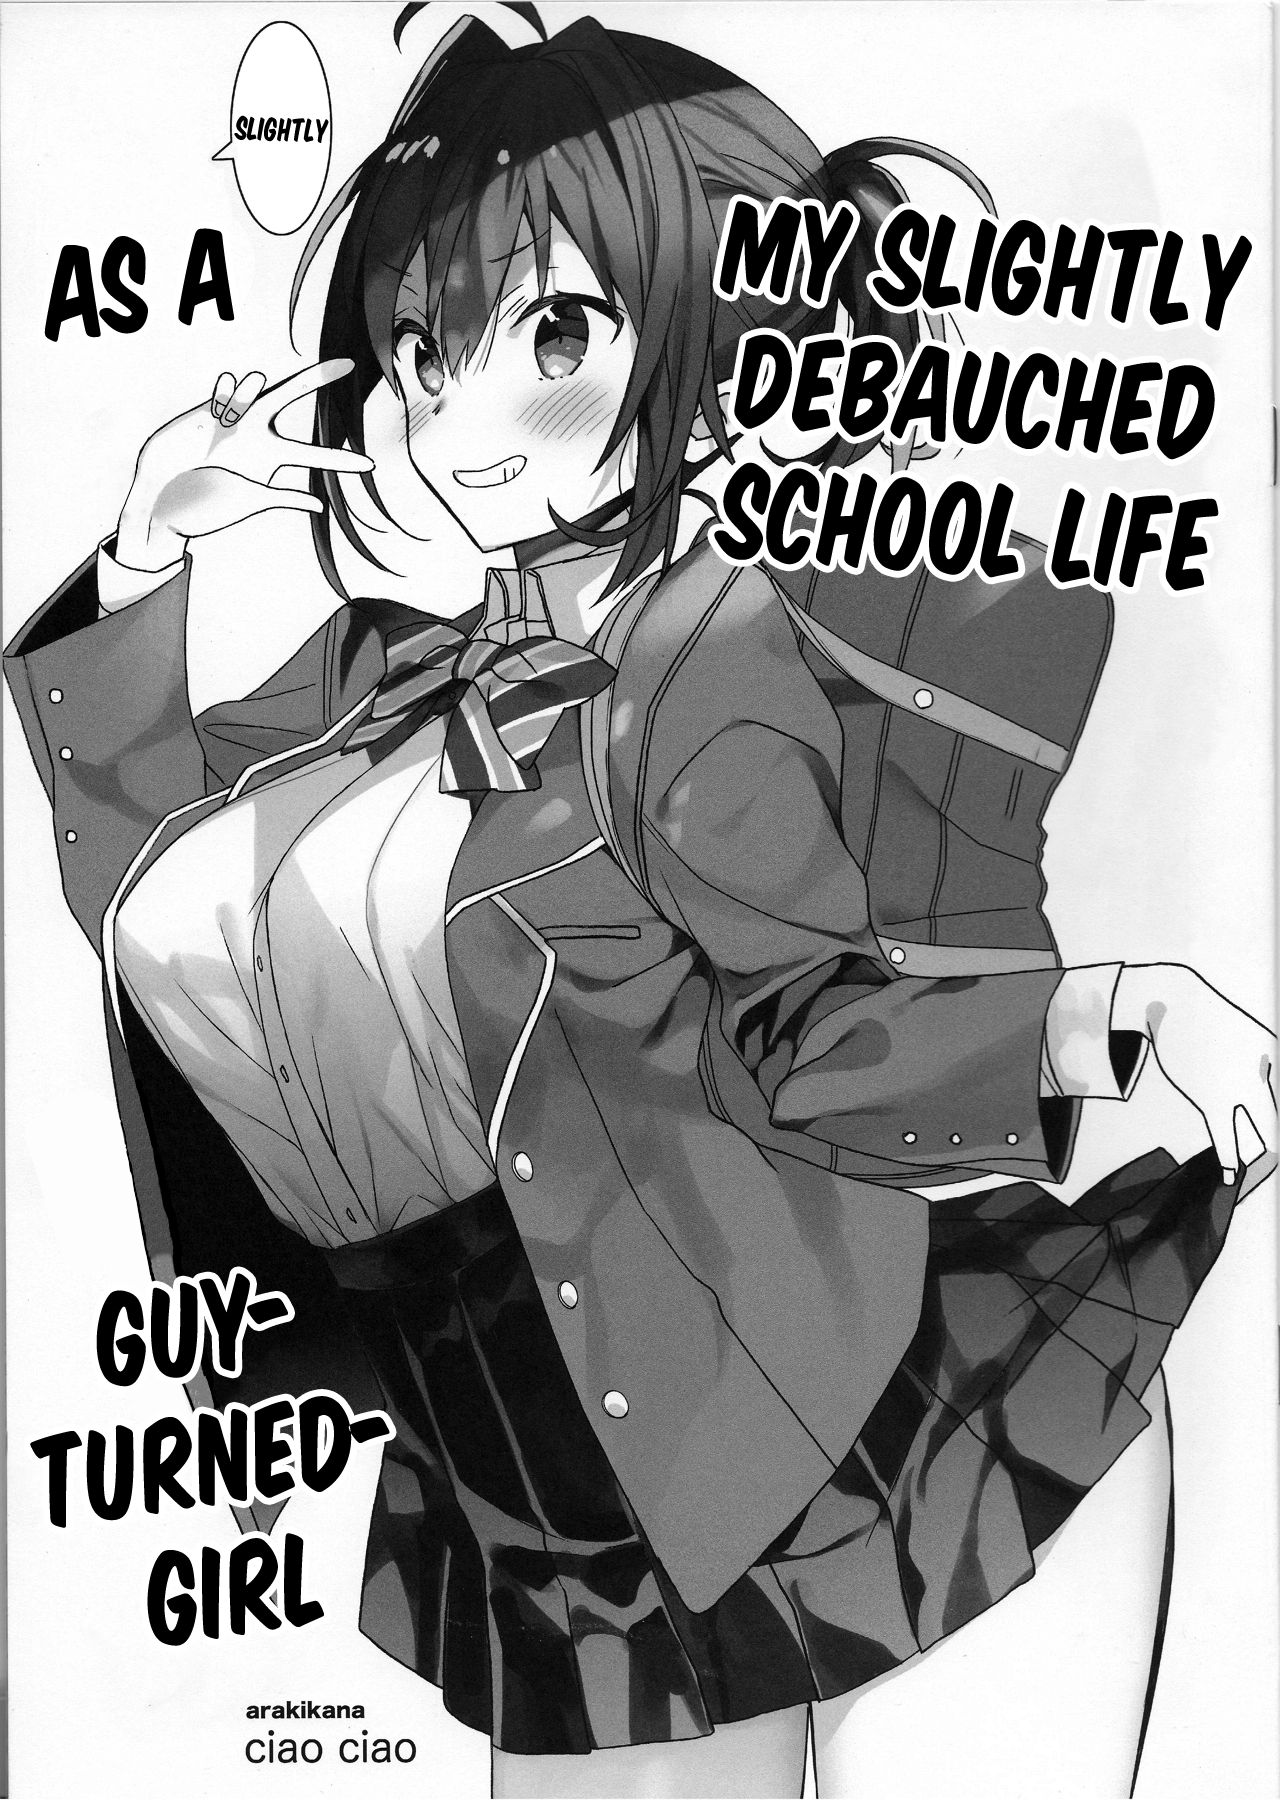 SLIGHTLY
MY SLIGHTLY
DEBAUCHED
SCHOOL LIFE
AS A
GUY-
TURNED-
GIRL
arakikana
ciao ciao